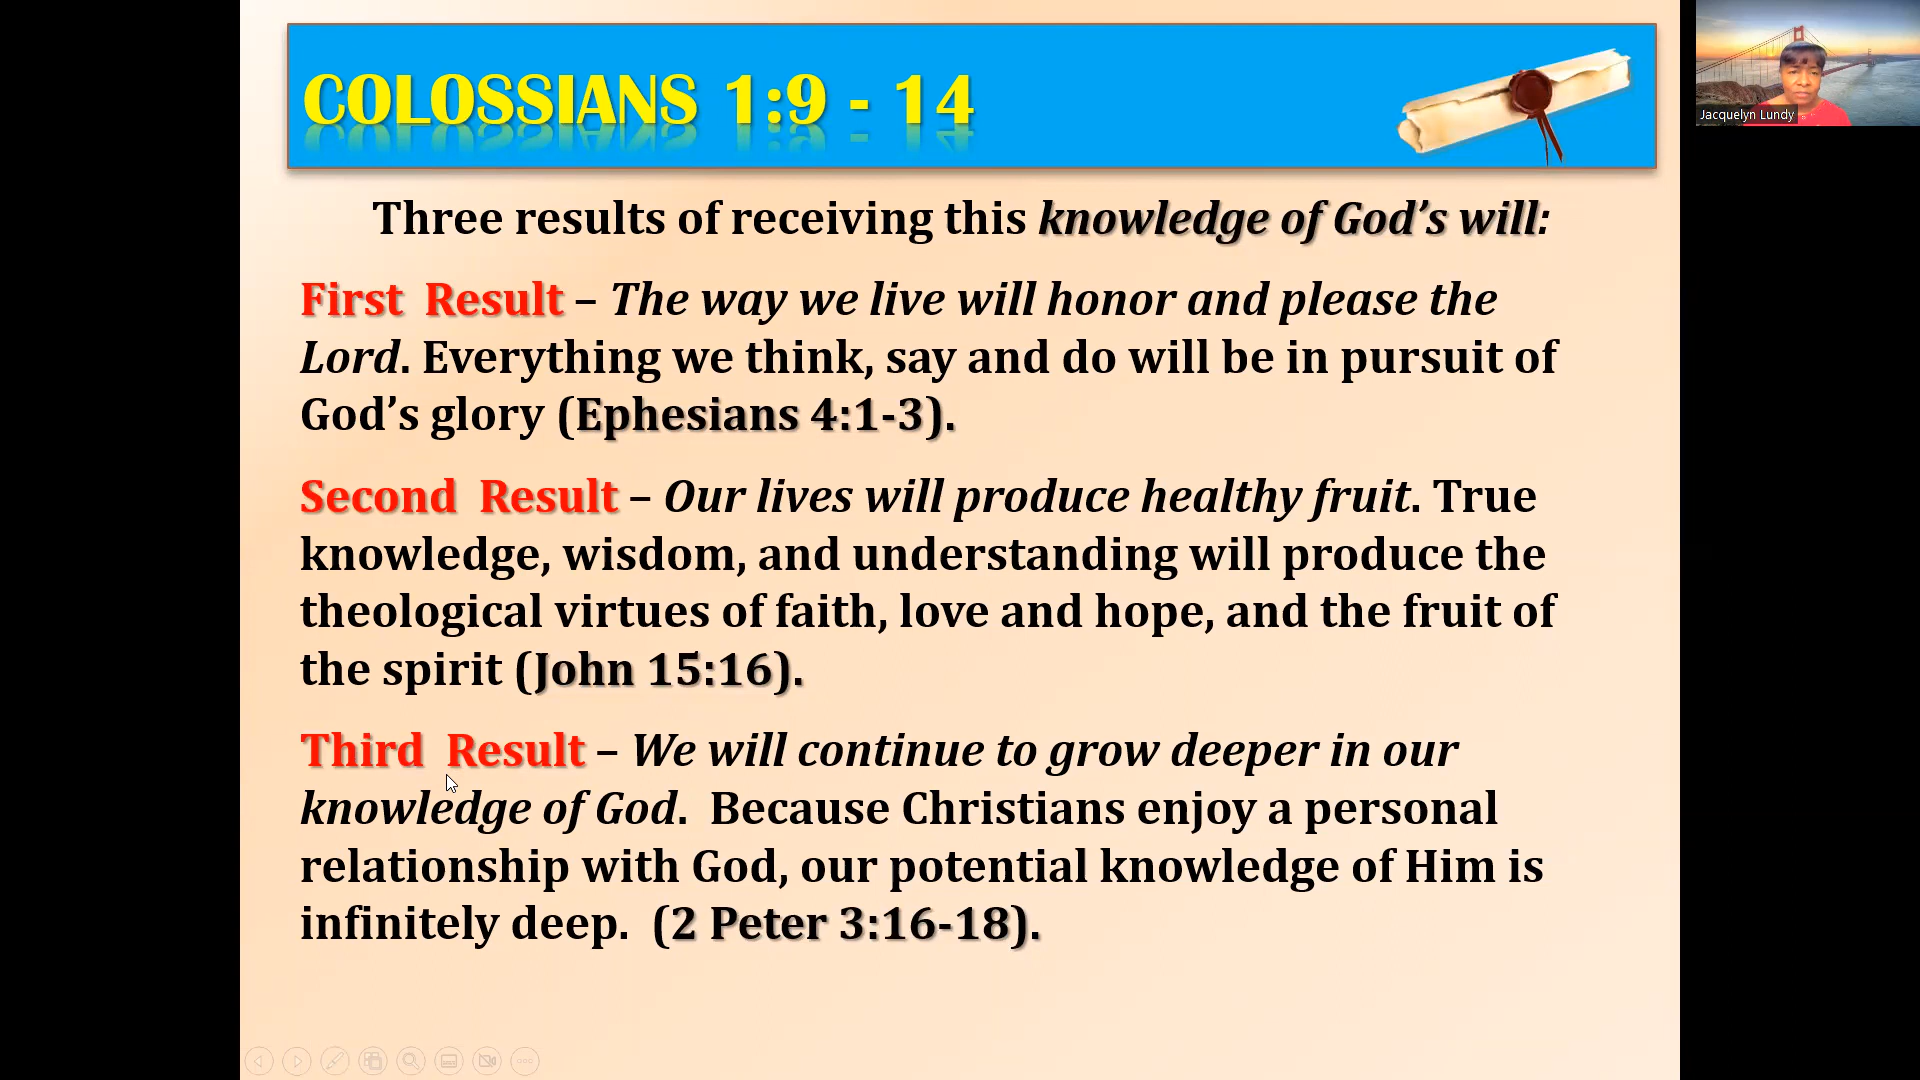 COLOSSIANS 1:9 - 14
Jacquelyn Lundy
Three results of receiving this knowledge of God’s will:
First Result – The way we live will honor and please the
Lord. Everything we think, say and do will be in pursuit of
God’s glory (Ephesians 4:1-3).
Second Result – Our lives will produce healthy fruit. True
knowledge, wisdom, and understanding will produce the
theological virtues of faith, love and hope, and the fruit of
the spirit (John 15:16).
Third Result – We will continue to grow deeper in our
knowledge of God. Because Christians enjoy a personal
relationship with God, our potential knowledge of Him is
infinitely deep. (2 Peter 3:16-18).